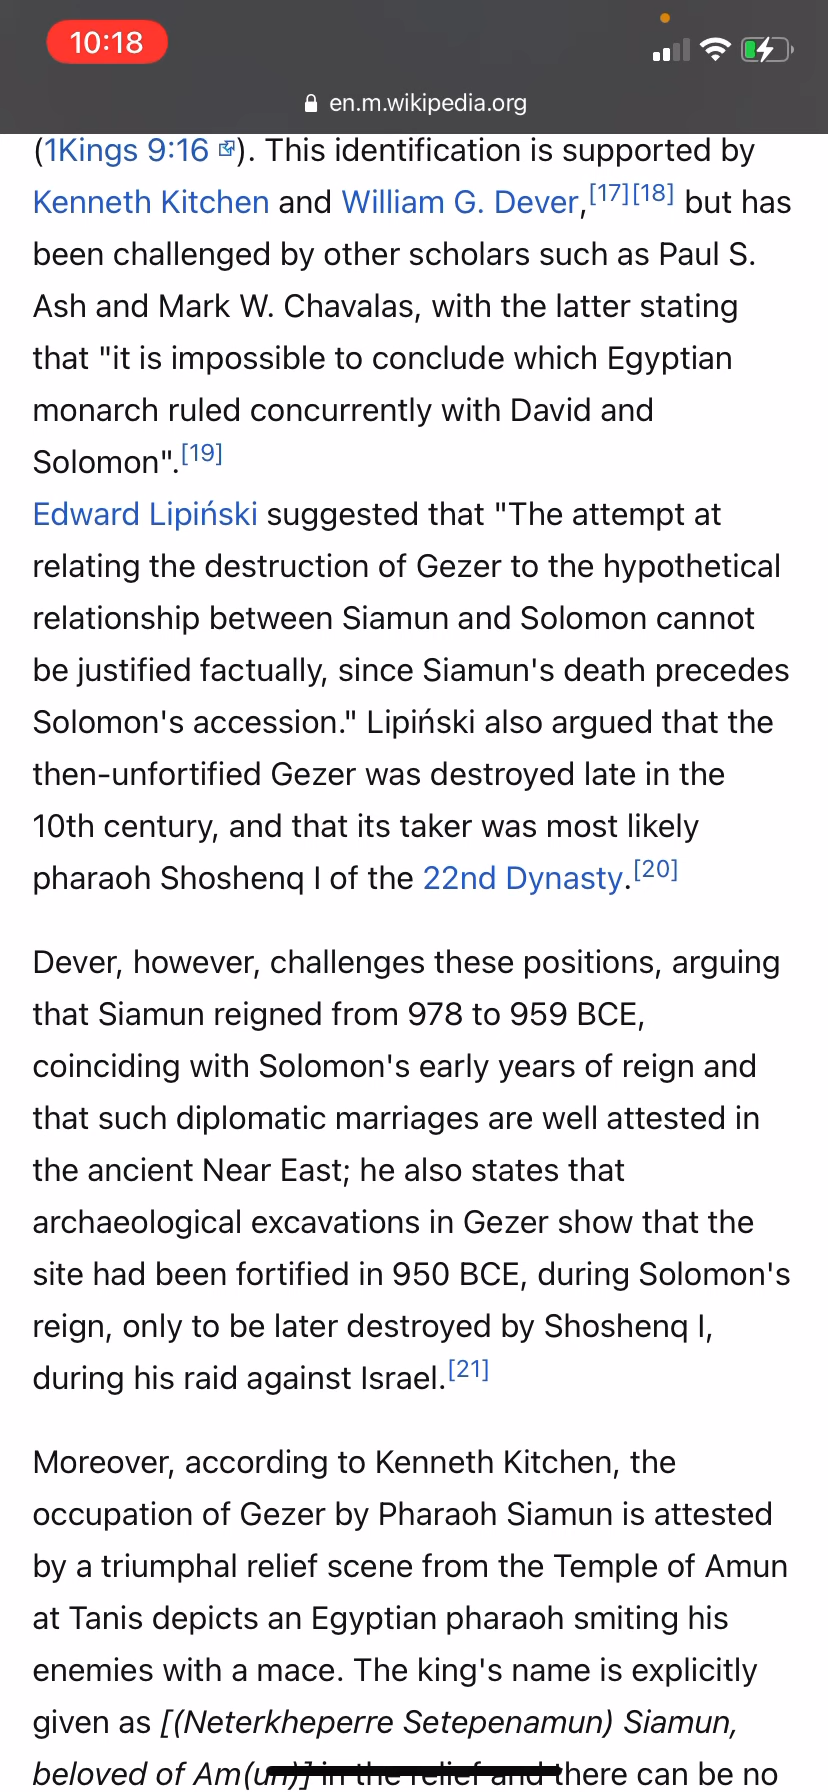 10:18
en.m.wikipedia.org
(1Kings 9:16). This identification is supported by
Kenneth Kitchen and William G. Dever,[17][18] but has
been challenged by other scholars such as Paul S.
Ash and Mark W. Chavalas, with the latter stating
that "it is impossible to conclude which Egyptian
monarch ruled concurrently with David and
Solomon".[19]
Edward Lipiński suggested that "The attempt at
relating the destruction of Gezer to the hypothetical
relationship between Siamun and Solomon cannot
be justified factually, since Siamun's death precedes
Solomon's accession." Lipiński also argued that the
then-unfortified Gezer was destroyed late in the
10th century, and that its taker was most likely
pharaoh Shoshenq I of the 22nd Dynasty.[20]
Dever, however, challenges these positions, arguing
that Siamun reigned from 978 to 959 BCE,
coinciding with Solomon's early years of reign and
that such diplomatic marriages are well attested in
the ancient Near East; he also states that
archaeological excavations in Gezer show that the
site had been fortified in 950 BCE, during Solomon's
reign, only to be later destroyed by Shoshenq I,
during his raid against Israel.[21]
Moreover, according to Kenneth Kitchen, the
occupation of Gezer by Pharaoh Siamun is attested
by a triumphal relief scene from the Temple of Amun
at Tanis depicts an Egyptian pharaoh smiting his
enemies with a mace. The king's name is explicitly
given as [(Neterkheperre Setepenamun) Siamun,
beloved of Am(un)] in the relief and there can be no